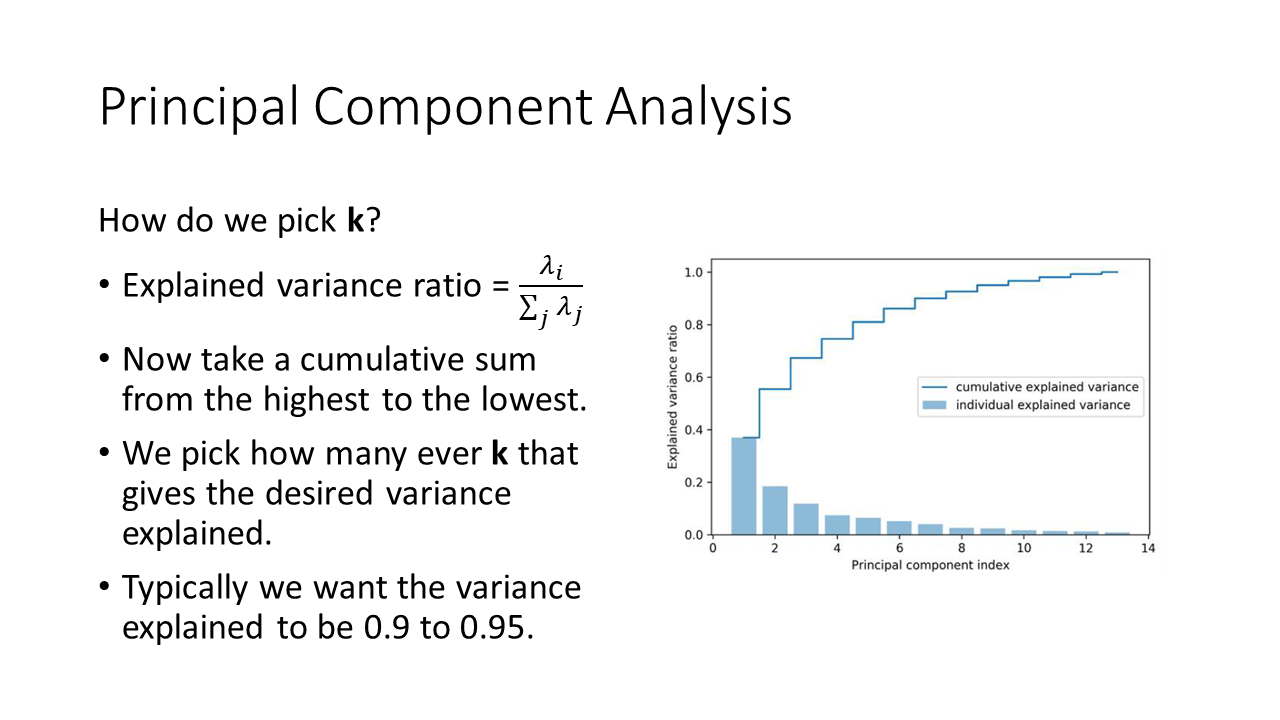 Principal Component Analysis
How do we pick k?
• Explained variance ratio = λᵢ / ∑ⱼ λⱼ
• Now take a cumulative sum
from the highest to the lowest.
• We pick how many ever k that
gives the desired variance
explained.
• Typically we want the variance
explained to be 0.9 to 0.95.
Explained variance ratio
1.0
0.8
0.6
0.4
0.2
0.0
cumulative explained variance
individual explained variance
0 2 4 6 8 10 12 14
Principal component index